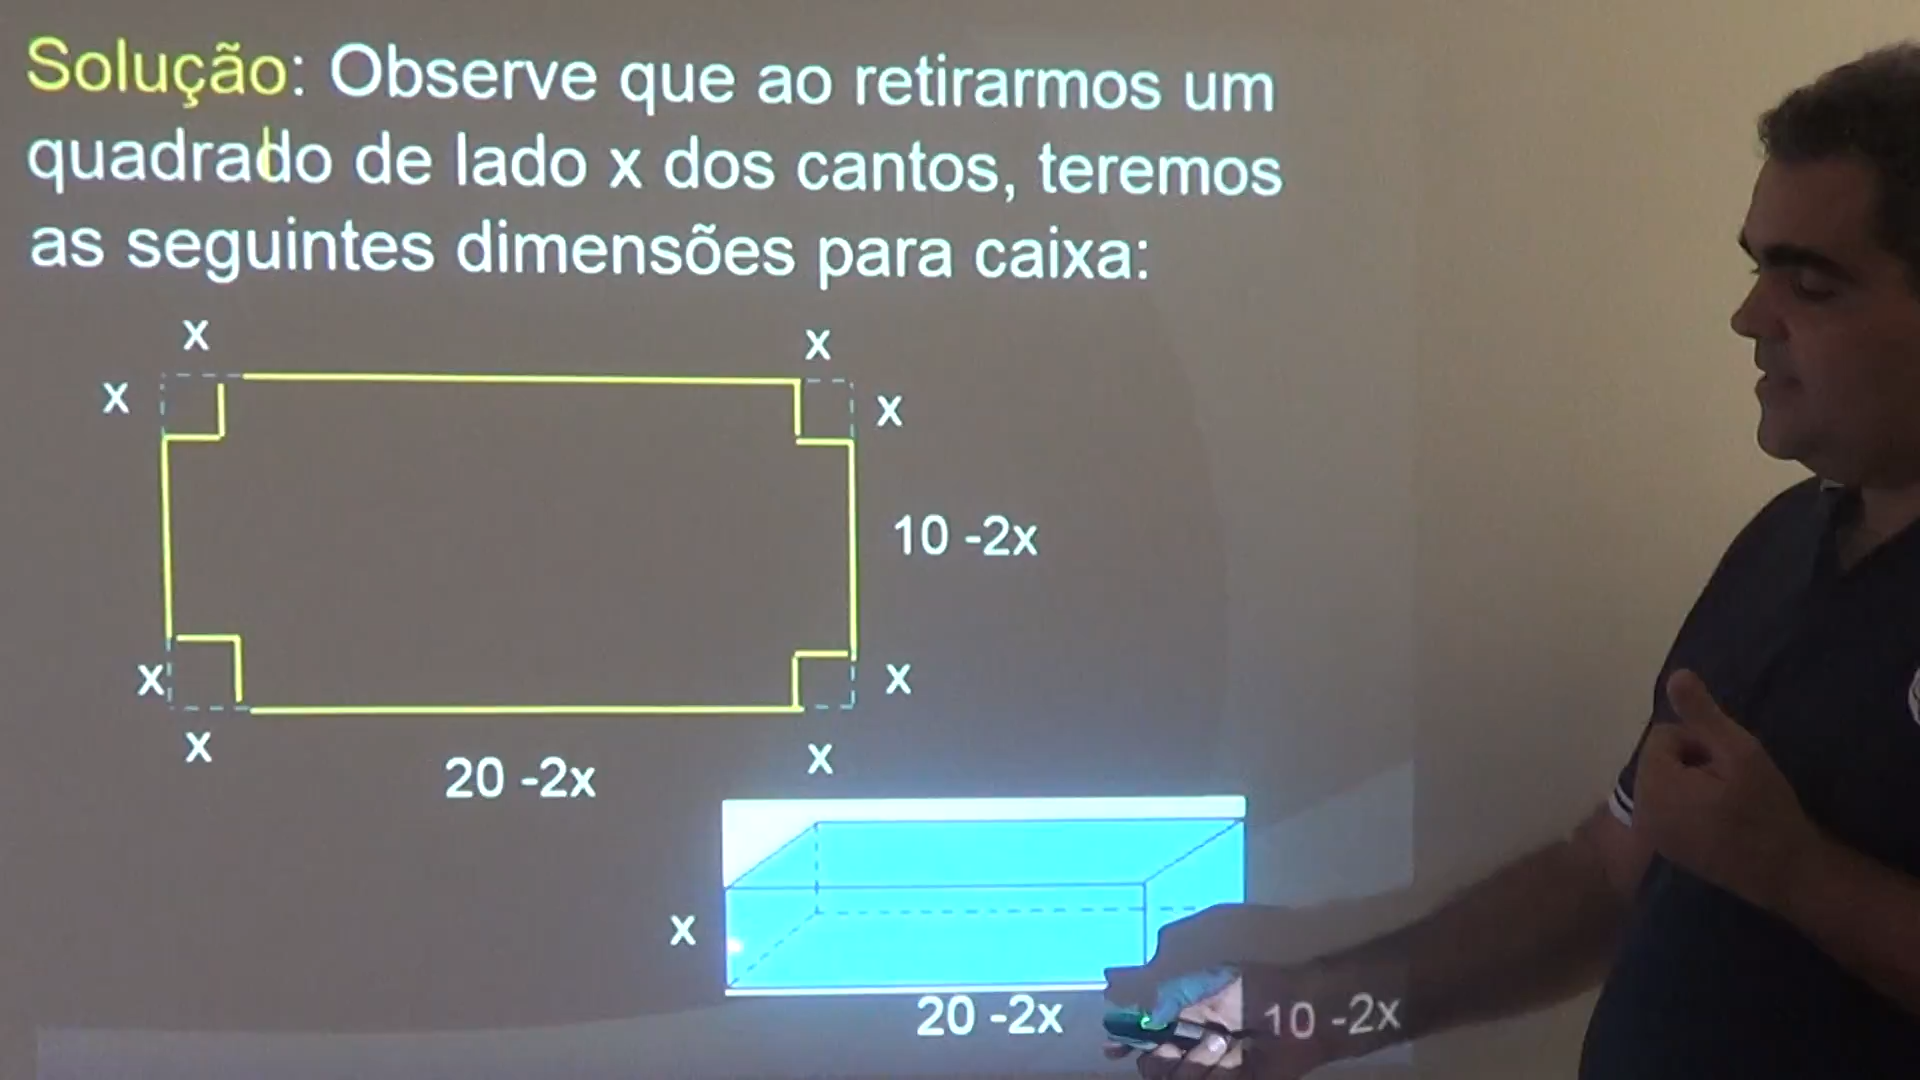 Solução: Observe que ao retirarmos um
quadrado de lado x dos cantos, teremos
as seguintes dimensões para caixa:
x
x
x
x
10 -2x
x
x
x
x
20 -2x
x
20 -2x
10 -2x